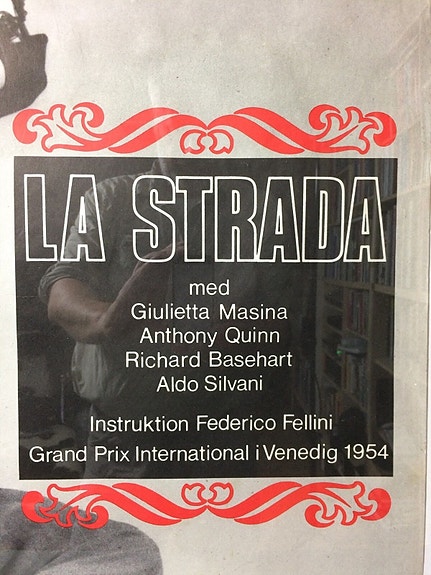 LA STRADA
med
Giulietta Masina
Anthony Quinn
Richard Basehart
Aldo Silvani
Instruktion Federico Fellini
Grand Prix International i Venedig 1954